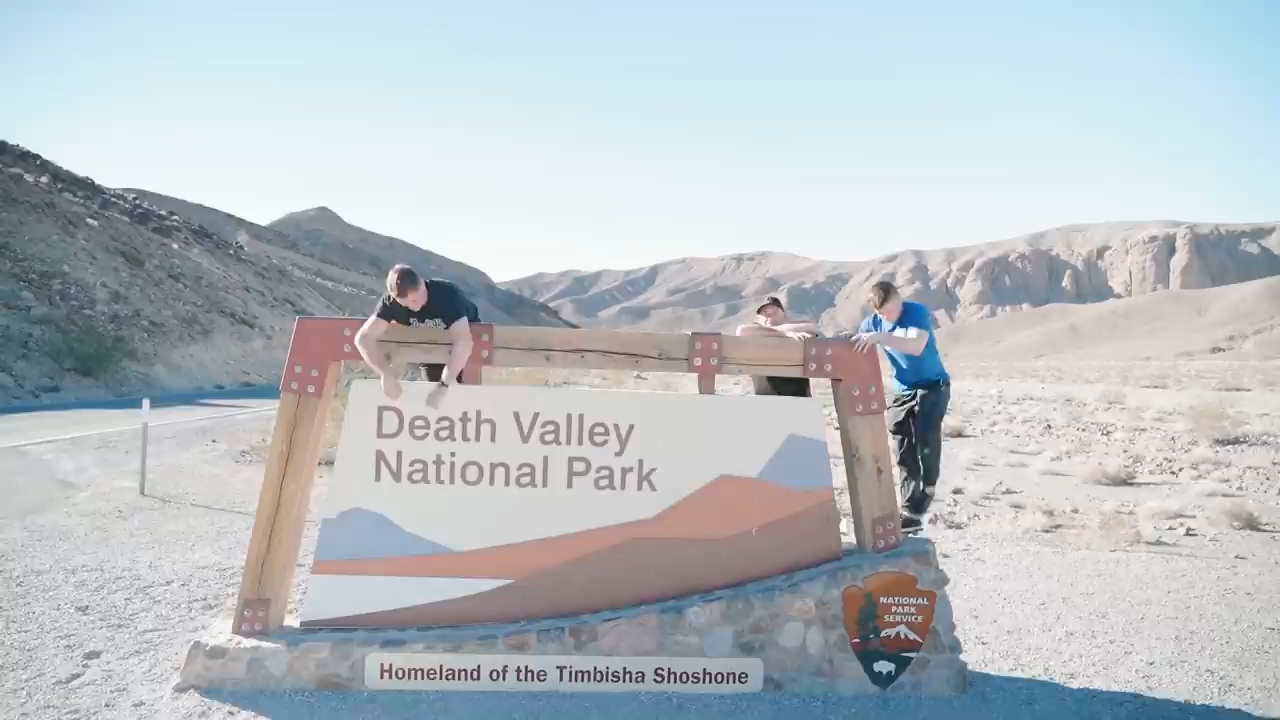 Death Valley
National Park
NATIONAL
PARK
SERVICE
Homeland of the Timbisha Shoshone